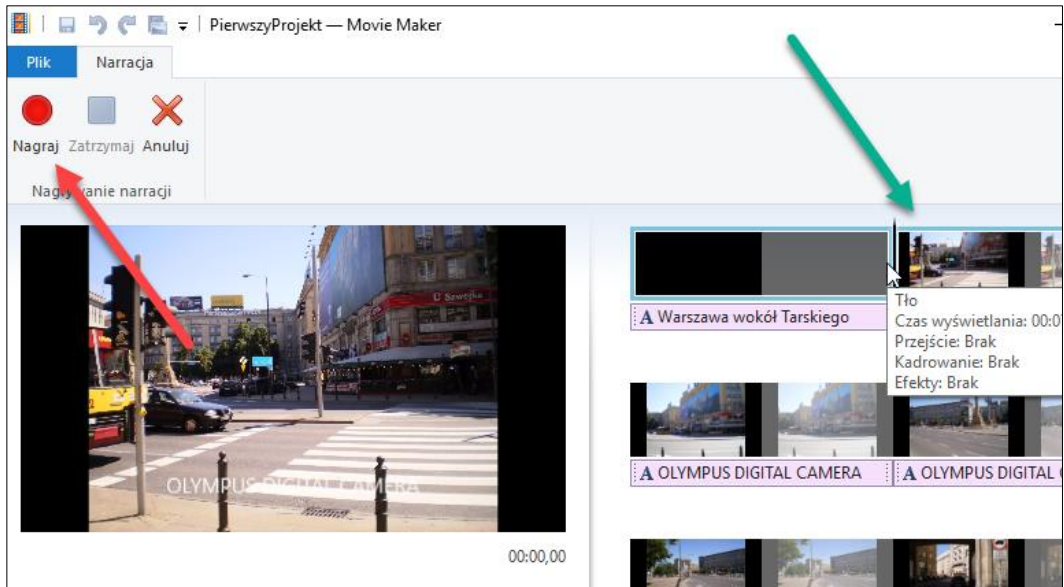 PierwszyProjekt — Movie Maker
Plik Narracja
Nagraj Zatrzymaj Anuluj
Nagrywanie narracji
U Szwejka
OLYMPUS DIGITAL CAMERA
00:00,00
A Warszawa wokół Tarskiego
Tło
Czas wyświetlania: 00:0
Przejście: Brak
Kadrowanie: Brak
Efekty: Brak
A OLYMPUS DIGITAL CAMERA
A OLYMPUS DIGITAL